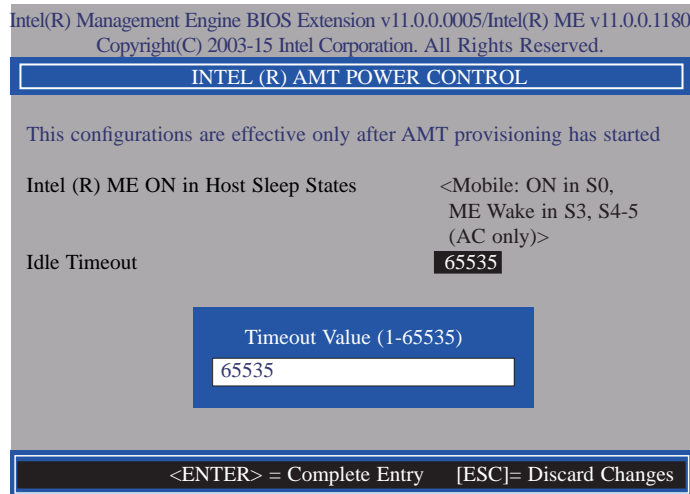 Intel(R) Management Engine BIOS Extension v11.0.0.0005/Intel(R) ME v11.0.0.1180
Copyright(C) 2003-15 Intel Corporation. All Rights Reserved.
INTEL (R) AMT POWER CONTROL
This configurations are effective only after AMT provisioning has started
Intel (R) ME ON in Host Sleep States <Mobile: ON in S0,
ME Wake in S3, S4-5
(AC only)>
Idle Timeout 65535
Timeout Value (1-65535)
65535
<ENTER> = Complete Entry [ESC]= Discard Changes